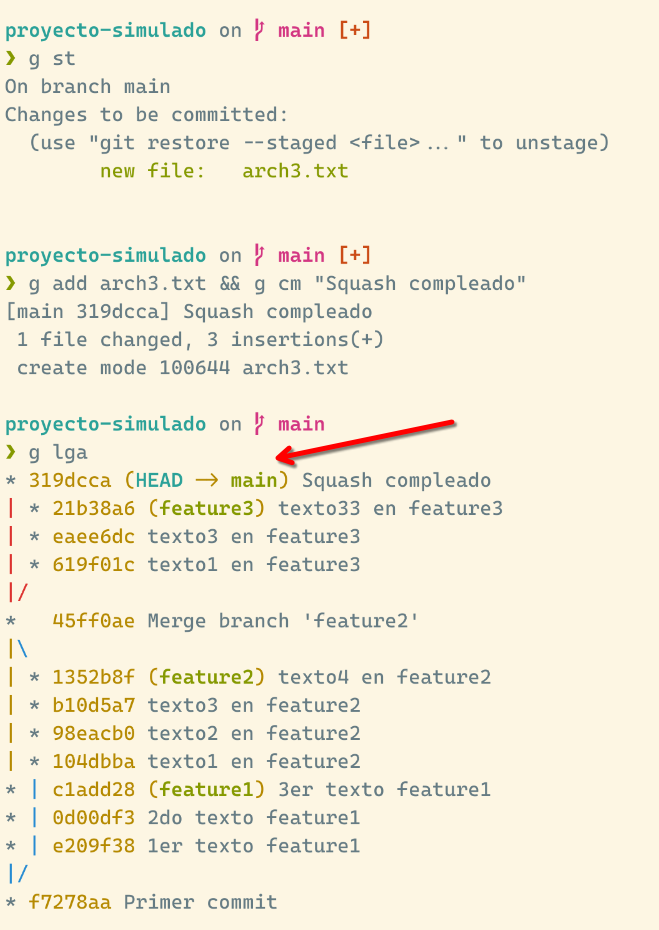 proyecto-simulado on main [+]
❯ g st
On branch main
Changes to be committed:
(use "git restore --staged <file>..." to unstage)
new file: arch3.txt
proyecto-simulado on main [+]
❯ g add arch3.txt && g cm "Squash compleado"
[main 319dcca] Squash compleado
1 file changed, 3 insertions(+)
create mode 100644 arch3.txt
proyecto-simulado on main
❯ g lga
* 319dcca (HEAD -> main) Squash compleado
| * 21b38a6 (feature3) texto33 en feature3
| * eaee6dc texto3 en feature3
| * 619f01c texto1 en feature3
|/
* 45ff0ae Merge branch 'feature2'
|\
| * 1352b8f (feature2) texto4 en feature2
| * b10d5a7 texto3 en feature2
| * 98eacb0 texto2 en feature2
| * 104dbba texto1 en feature2
* | c1add28 (feature1) 3er texto feature1
* | 0d00df3 2do texto feature1
* | e209f38 1er texto feature1
|/
* f7278aa Primer commit